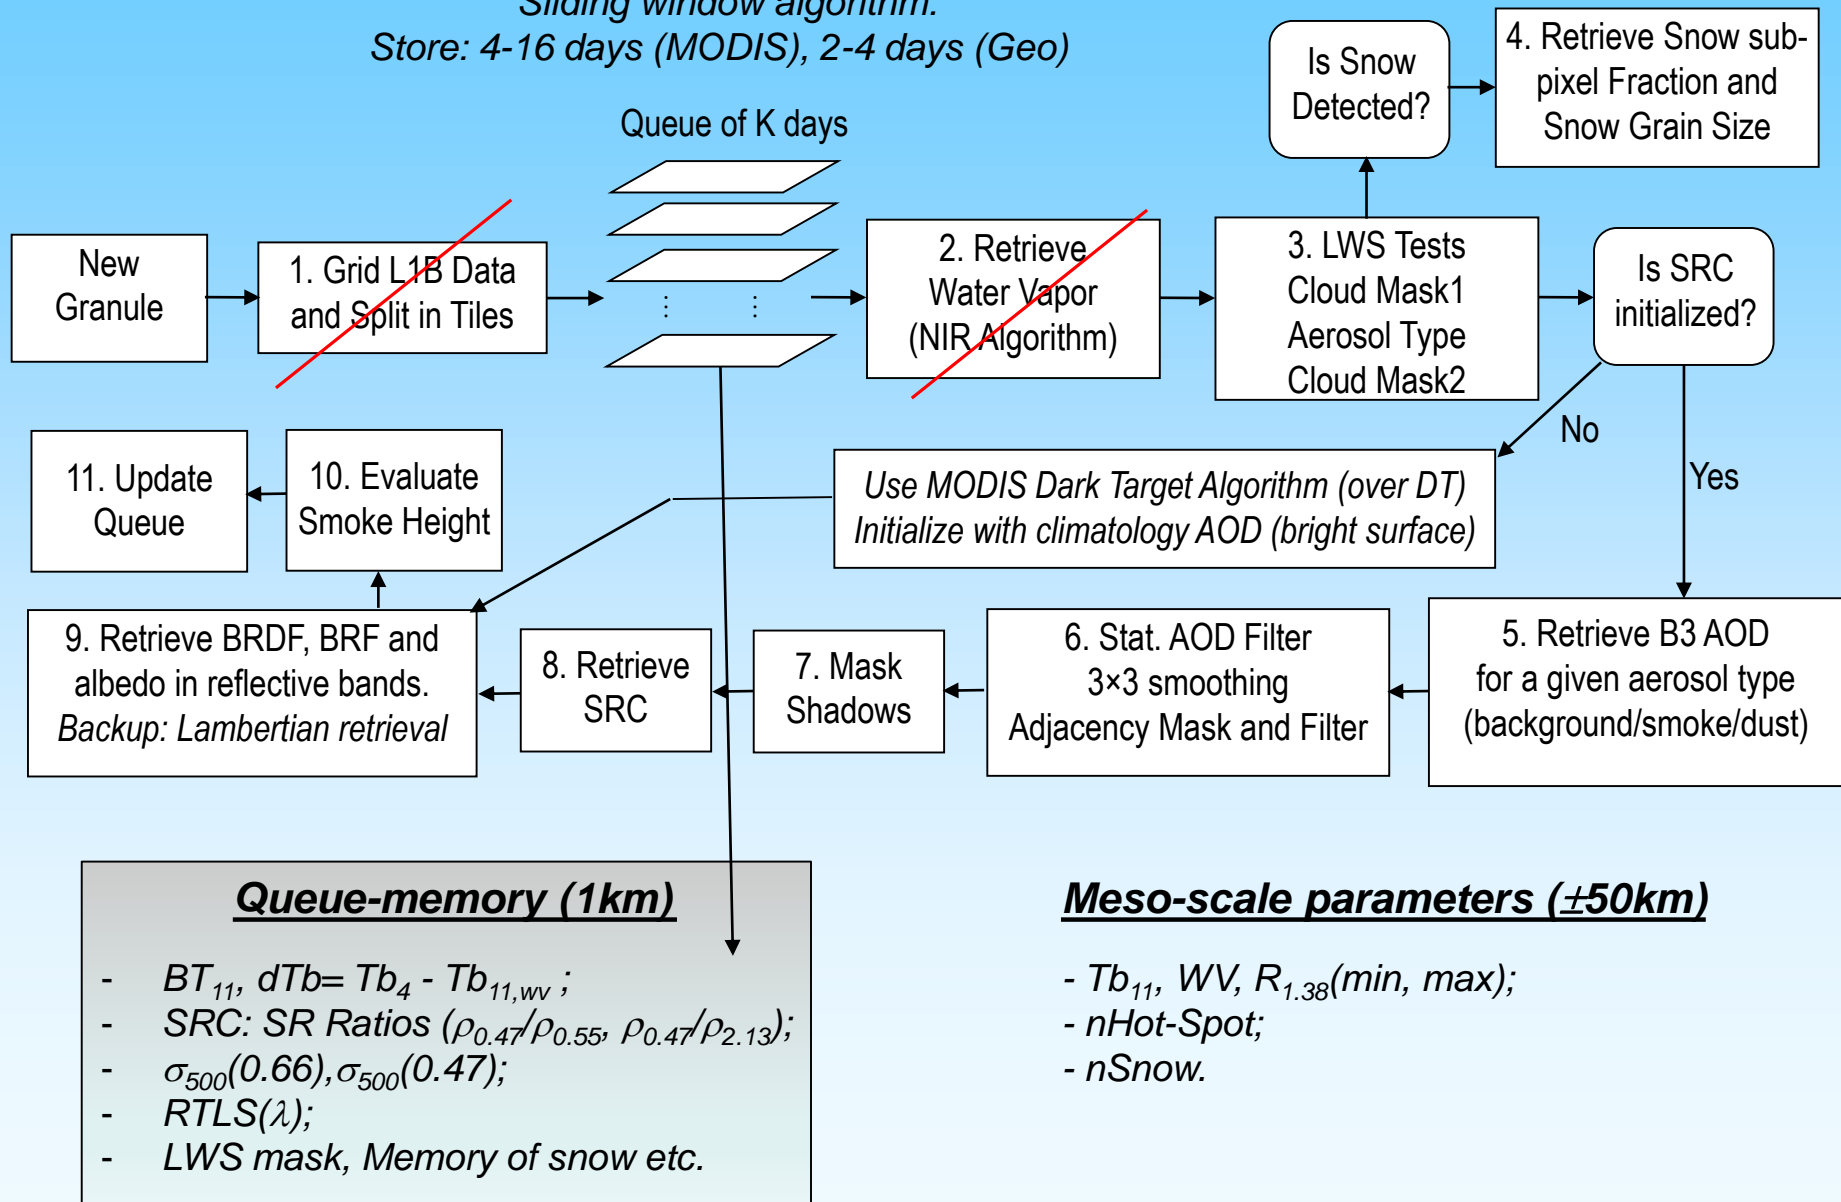 Sliding window algorithm.
Store: 4-16 days (MODIS), 2-4 days (Geo)
Queue of K days
Is Snow
Detected?
4. Retrieve Snow sub-
pixel Fraction and
Snow Grain Size
New
Granule
1. Grid L1B Data
and Split in Tiles
2. Retrieve
Water Vapor
(NIR Algorithm)
3. LWS Tests
Cloud Mask1
Aerosol Type
Cloud Mask2
Is SRC
initialized?
No
Yes
Use MODIS Dark Target Algorithm (over DT)
Initialize with climatology AOD (bright surface)
11. Update
Queue
10. Evaluate
Smoke Height
9. Retrieve BRDF, BRF and
albedo in reflective bands.
Backup: Lambertian retrieval
8. Retrieve
SRC
7. Mask
Shadows
6. Stat. AOD Filter
3×3 smoothing
Adjacency Mask and Filter
5. Retrieve B3 AOD
for a given aerosol type
(background/smoke/dust)
Queue-memory (1km)
- BT11, dTb= Tb4 - Tb11,wv ;
- SRC: SR Ratios (ρ0.47/ρ0.55, ρ0.47/ρ2.13);
- σ500(0.66),σ500(0.47);
- RTLS(λ);
- LWS mask, Memory of snow etc.
Meso-scale parameters (±50km)
- Tb11, WV, R1.38(min, max);
- nHot-Spot;
- nSnow.